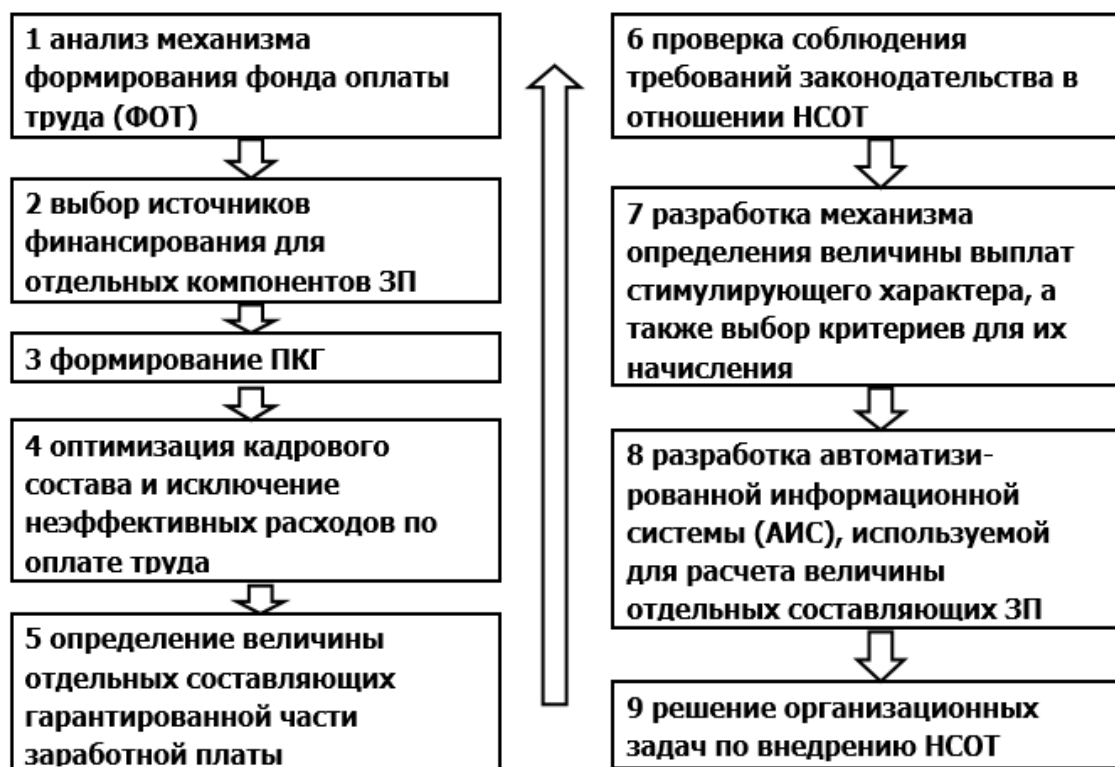 1 анализ механизма
формирования фонда оплаты
труда (ФОТ)
2 выбор источников
финансирования для
отдельных компонентов ЗП
3 формирование ПКГ
4 оптимизация кадрового
состава и исключение
неэффективных расходов по
оплате труда
5 определение величины
отдельных составляющих
гарантированной части
заработной платы
6 проверка соблюдения
требований законодательства в
отношении НСОТ
7 разработка механизма
определения величины выплат
стимулирующего характера, а
также выбор критериев для их
начисления
8 разработка автоматизи-
рованной информационной
системы (АИС), используемой
для расчета величины
отдельных составляющих ЗП
9 решение организационных
задач по внедрению НСОТ